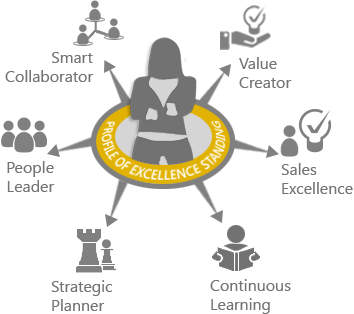 Smart
Collaborator
Value
Creator
PROFILE OF EXCELLENCE STANDING
People
Leader
Sales
Excellence
Strategic
Planner
Continuous
Learning